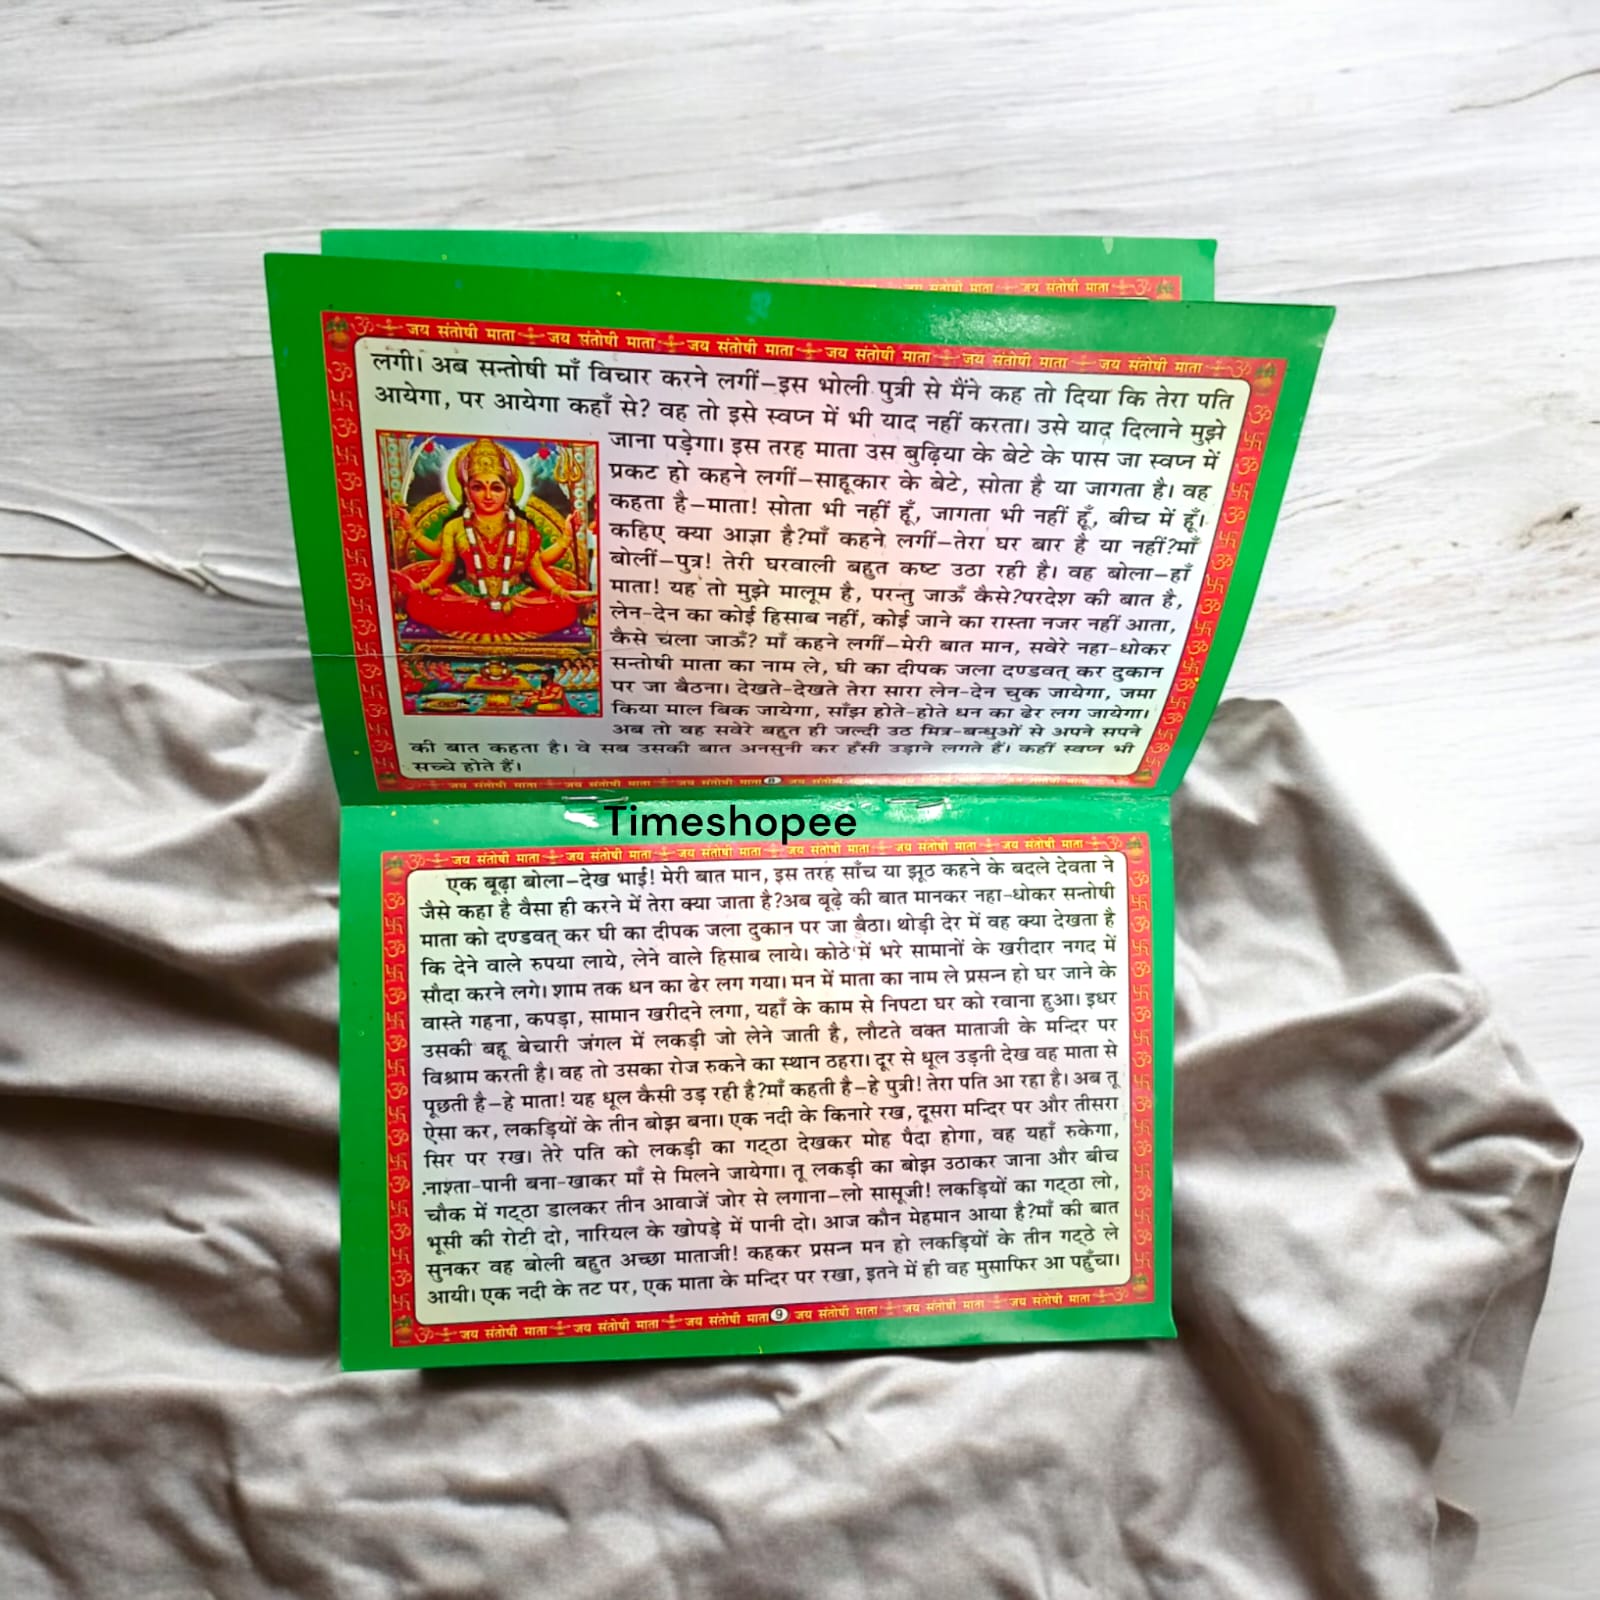 जय संतोषी माता जय संतोषी माता
जय संतोषी माता जय संतोषी माता जय संतोषी माता जय संतोषी माता जय संतोषी माता जय संतोषी माता
लगी। अब सन्तोषी माँ विचार करने लगीं–इस भोली पुत्री से मैंने कह तो दिया कि तेरा पति
आयेगा, पर आयेगा कहाँ से? वह तो इसे स्वप्न में भी याद नहीं करता। उसे याद दिलाने मुझे
जाना पड़ेगा। इस तरह माता उस बुढ़िया के बेटे के पास जा स्वप्न में
प्रकट हो कहने लगीं–साहूकार के बेटे, सोता है या जागता है। वह
कहता है–माता! सोता भी नहीं हूँ, जागता भी नहीं हूँ, बीच में हूँ।
कहिए क्या आज्ञा है?माँ कहने लगीं–तेरा घर बार है या नहीं?माँ
बोलीं–पुत्र! तेरी घरवाली बहुत कष्ट उठा रही है। वह बोला–हाँ
माता! यह तो मुझे मालूम है, परन्तु जाऊँ कैसे?परदेश की बात है,
लेन-देन का कोई हिसाब नहीं, कोई जाने का रास्ता नजर नहीं आता,
कैसे चला जाऊँ? माँ कहने लगीं–मेरी बात मान, सवेरे नहा-धोकर
सन्तोषी माता का नाम ले, घी का दीपक जला दण्डवत् कर दुकान
पर जा बैठना। देखते-देखते तेरा सारा लेन-देन चुक जायेगा, जमा
किया माल बिक जायेगा, साँझ होते-होते धन का ढेर लग जायेगा।
अब तो वह सवेरे बहुत ही जल्दी उठ मित्र-बन्धुओं से अपने सपने
की बात कहता है। वे सब उसकी बात अनसुनी कर हँसी उड़ाने लगते हैं। कहीं स्वप्न भी
सच्चे होते हैं।
जय संतोषी माता जय संतोषी माता जय संतोषी माता 8 जय संतोषी माता जय संतोषी माता जय संतोषी माता
Timeshopee
जय संतोषी माता जय संतोषी माता जय संतोषी माता जय संतोषी माता जय संतोषी माता जय संतोषी माता
एक बूढ़ा बोला–देख भाई! मेरी बात मान, इस तरह साँच या झूठ कहने के बदले देवता ने
जैसे कहा है वैसा ही करने में तेरा क्या जाता है?अब बूढ़े की बात मानकर नहा-धोकर सन्तोषी
माता को दण्डवत् कर घी का दीपक जला दुकान पर जा बैठा। थोड़ी देर में वह क्या देखता है
कि देने वाले रुपया लाये, लेने वाले हिसाब लाये। कोठे में भरे सामानों के खरीदार नगद में
सौदा करने लगे। शाम तक धन का ढेर लग गया। मन में माता का नाम ले प्रसन्न हो घर जाने के
वास्ते गहना, कपड़ा, सामान खरीदने लगा, यहाँ के काम से निपटा घर को रवाना हुआ। इधर
उसकी बहू बेचारी जंगल में लकड़ी जो लेने जाती है, लौटते वक्त माताजी के मन्दिर पर
विश्राम करती है। वह तो उसका रोज रुकने का स्थान ठहरा। दूर से धूल उड़नी देख वह माता से
पूछती है–हे माता! यह धूल कैसी उड़ रही है?माँ कहती है–हे पुत्री! तेरा पति आ रहा है। अब तू
ऐसा कर, लकड़ियों के तीन बोझ बना। एक नदी के किनारे रख, दूसरा मन्दिर पर और तीसरा
सिर पर रख। तेरे पति को लकड़ी का गट्ठा देखकर मोह पैदा होगा, वह यहाँ रुकेगा,
नाश्ता-पानी बना-खाकर माँ से मिलने जायेगा। तू लकड़ी का बोझ उठाकर जाना और बीच
चौक में गट्ठा डालकर तीन आवाजें जोर से लगाना–लो सासूजी! लकड़ियों का गट्ठा लो,
भूसी की रोटी दो, नारियल के खोपड़े में पानी दो। आज कौन मेहमान आया है?माँ की बात
सुनकर वह बोली बहुत अच्छा माताजी! कहकर प्रसन्न मन हो लकड़ियों के तीन गट्ठे ले
आयी। एक नदी के तट पर, एक माता के मन्दिर पर रखा, इतने में ही वह मुसाफिर आ पहुँचा।
जय संतोषी माता जय संतोषी माता जय संतोषी माता 9 जय संतोषी माता जय संतोषी माता जय संतोषी माता